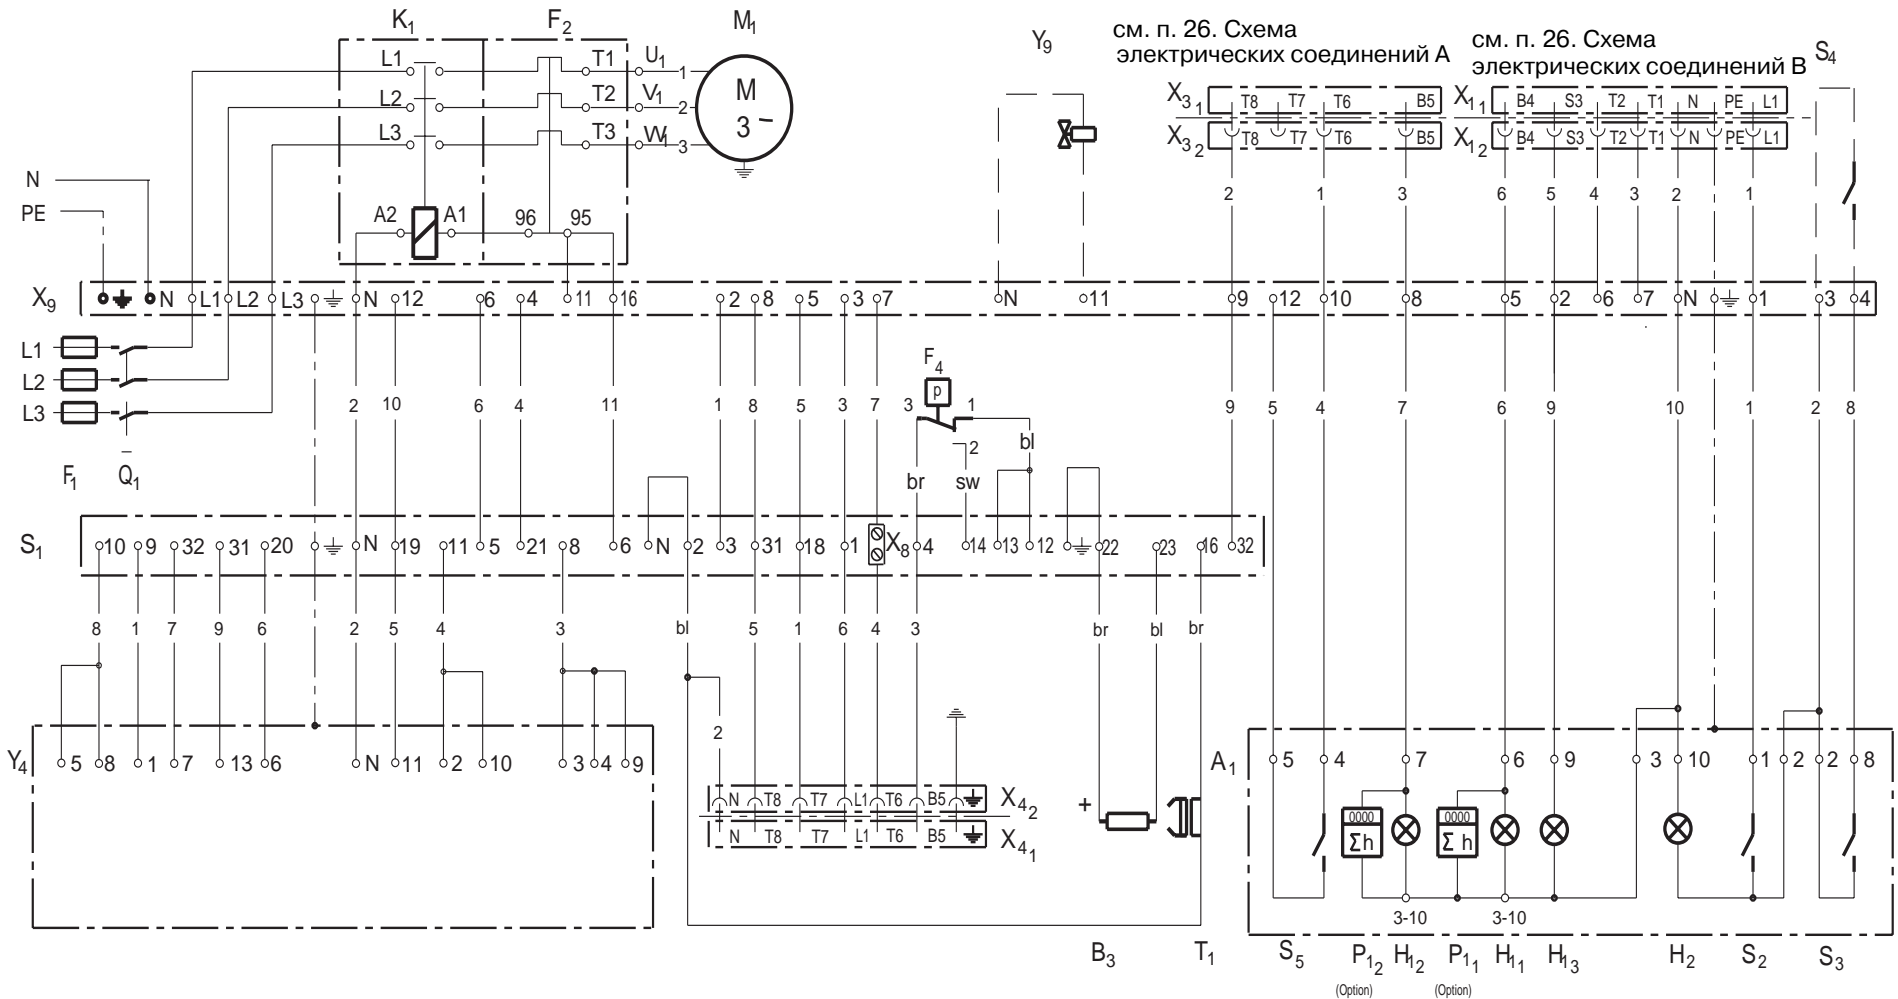 K1 F2 M1
см. п. 26. Схема
электрических соединений А
см. п. 26. Схема
электрических соединений В
Y9 S4
L1 T1 U1 1
L2 T2 V1 2
L3 T3 W1 3
M
3 ~
X31 T8 T7 T6 B5
X11 B4 S3 T2 T1 N PE L1
X32 T8 T7 T6 B5
X12 B4 S3 T2 T1 N PE L1
N
PE
A2 A1 96 95
2 1 3 6 5 4 3 2 1
X9 N L1 L2 L3 N 12 6 4 11 16 2 8 5 3 7 N 11 9 12 10 8 5 2 6 7 N 1 3 4
L1
L2
L3
F1 Q1
F4
p
3 1
2
2 10 6 4 11 1 8 5 3 7 9 5 4 7 6 9 10 1 2 8
bl
br sw
S1 10 9 32 31 20 N 19 11 5 21 8 6 N 2 3 31 18 1 X8 4 14 13 12 22 23 16 32
8 1 7 9 6 2 5 4 3 bl 5 1 6 4 3 br bl br
2
Y4 5 8 1 7 13 6 N 11 2 10 3 4 9
A1 5 4 7 6 9 3 10 1 2 2 8
N T8 T7 L1 T6 B5 X42
N T8 T7 L1 T6 B5 X41
+
0000
Σh
0000
Σ h
3-10 3-10
B3 T1 S5 P12 H12 P11 H11 H13 H2 S2 S3
(Option) (Option)